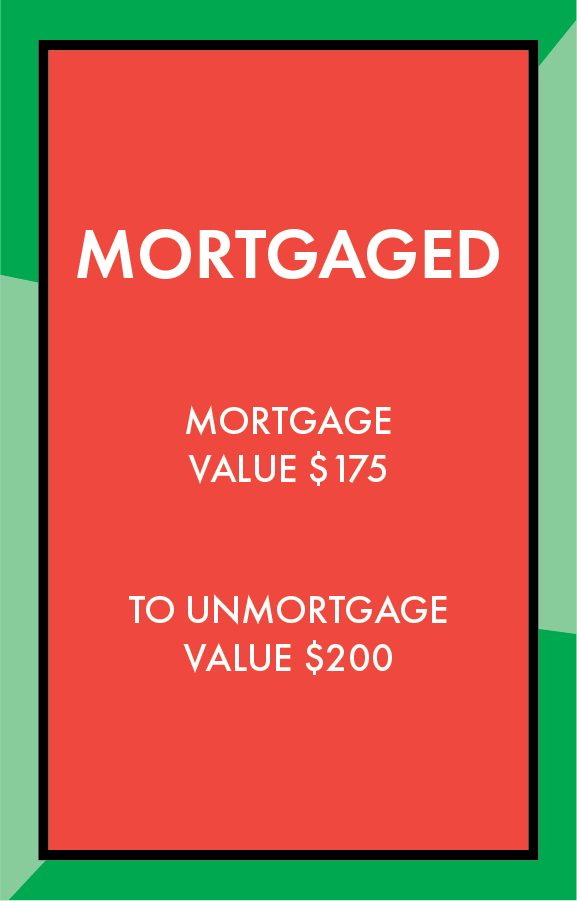 MORTGAGED
MORTGAGE
VALUE $175
TO UNMORTGAGE
VALUE $200